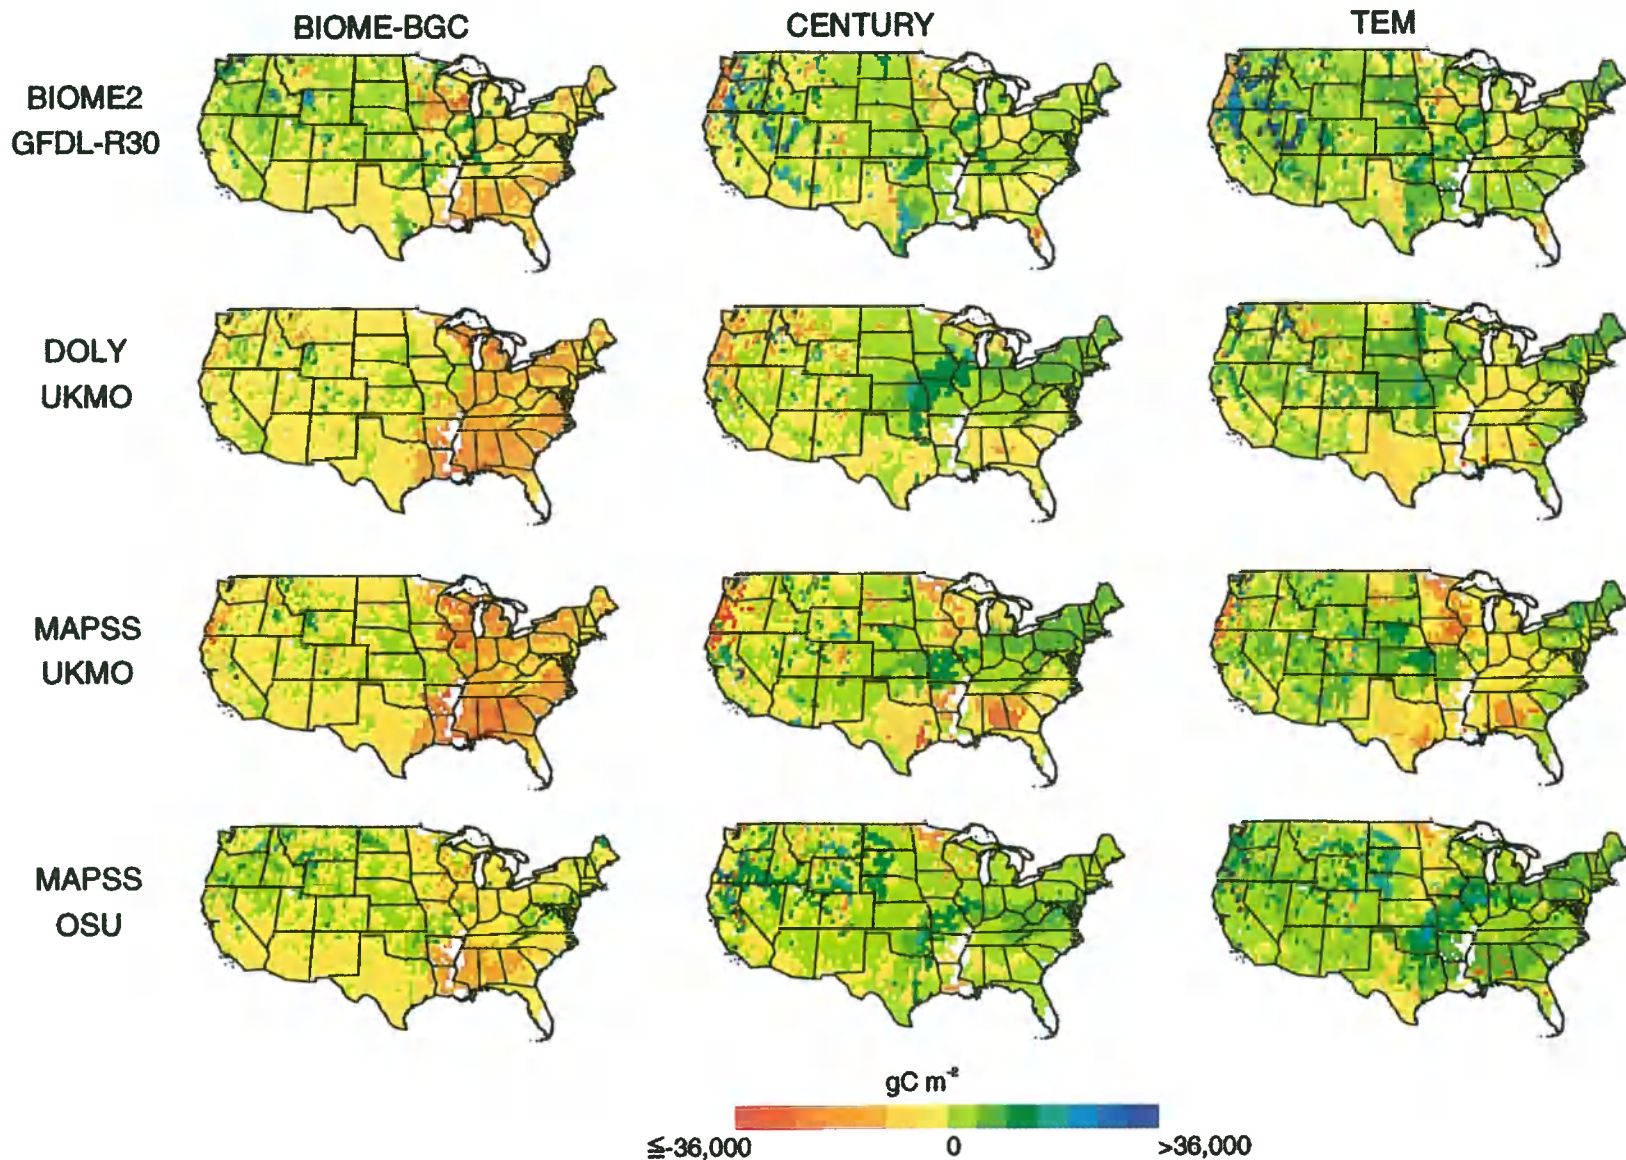 BIOME-BGC CENTURY TEM
BIOME2
GFDL-R30
DOLY
UKMO
MAPSS
UKMO
MAPSS
OSU
gC m⁻²
≦-36,000 0 >36,000